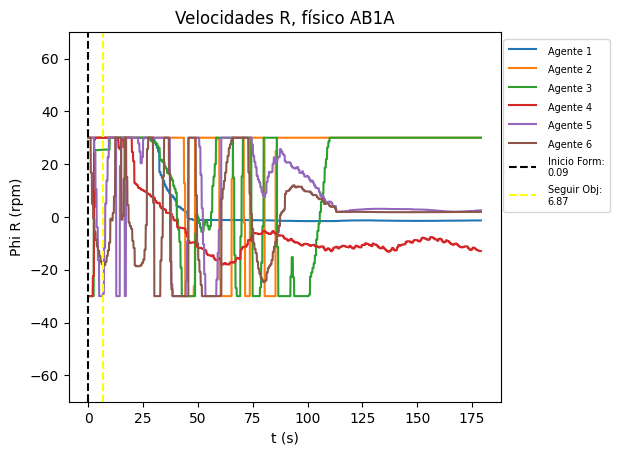 Velocidades R, físico AB1A
Phi R (rpm)
60
40
20
0
−20
−40
−60
0
25
50
75
100
125
150
175
t (s)
Agente 1
Agente 2
Agente 3
Agente 4
Agente 5
Agente 6
Inicio Form:
0.09
Seguir Obj:
6.87